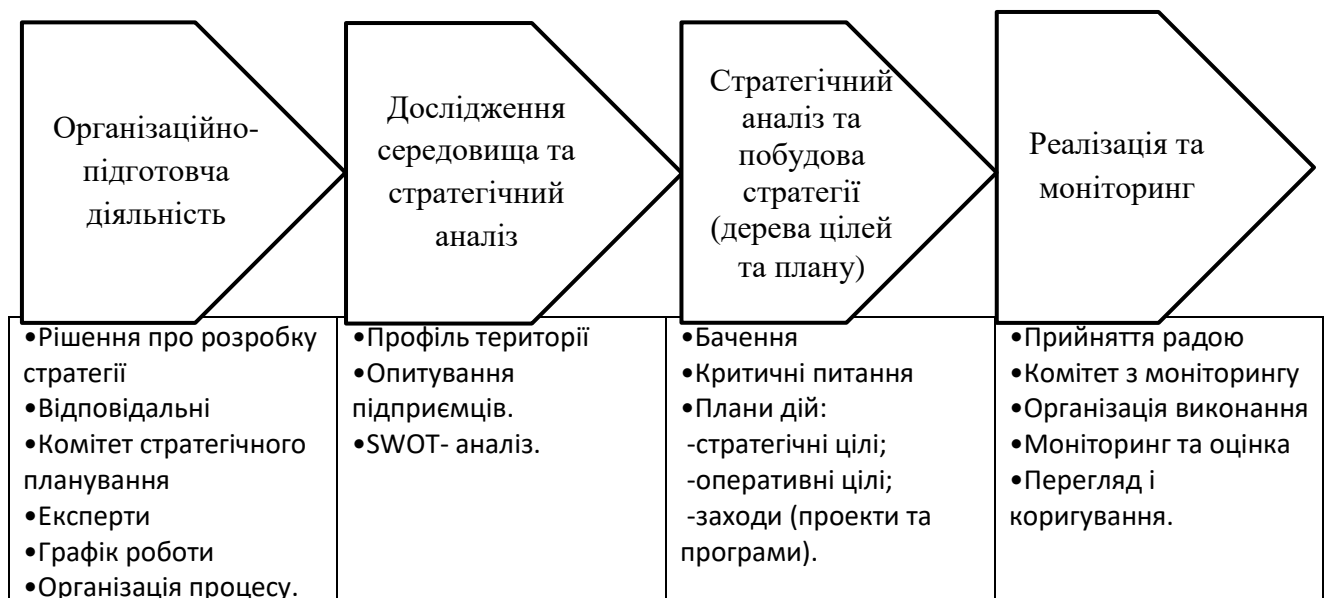 Організаційно-
підготовча
діяльність
Дослідження
середовища та
стратегічний
аналіз
Стратегічний
аналіз та
побудова
стратегії
(дерева цілей
та плану)
Реалізація та
моніторинг
•Рішення про розробку
стратегії
•Відповідальні
•Комітет стратегічного
планування
•Експерти
•Графік роботи
•Організація процесу.
•Профіль території
•Опитування
підприємців.
•SWOT- аналіз.
•Бачення
•Критичні питання
•Плани дій:
-стратегічні цілі;
-оперативні цілі;
-заходи (проекти та
програми).
•Прийняття радою
•Комітет з моніторингу
•Організація виконання
•Моніторинг та оцінка
•Перегляд і
коригування.